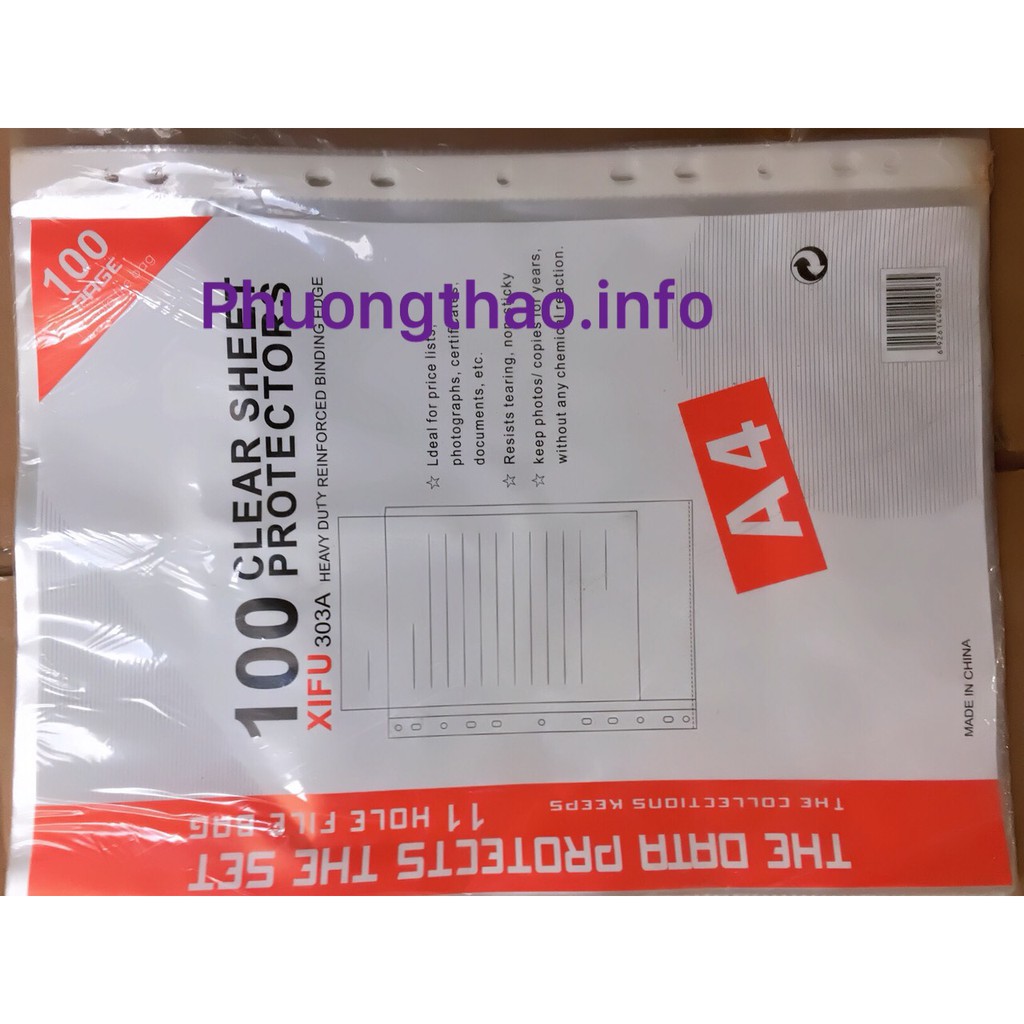 100
PAGE
bag
Phuongthao.info
100 CLEAR SHEET
PROTECTORS
XIFU 303A HEAVY DUTY REINFORCED BINDING EDGE
☆ Ldeal for price lists,
photographs, certificates,
documents, etc.
☆ Resists tearing, non-sticky
☆ keep photos/ copies for years,
without any chemical reaction.
A4
MADE IN CHINA
THE DATA PROTECTS THE SET
11 HOLE FILE BAG
THE COLLECTIONS KEEPS